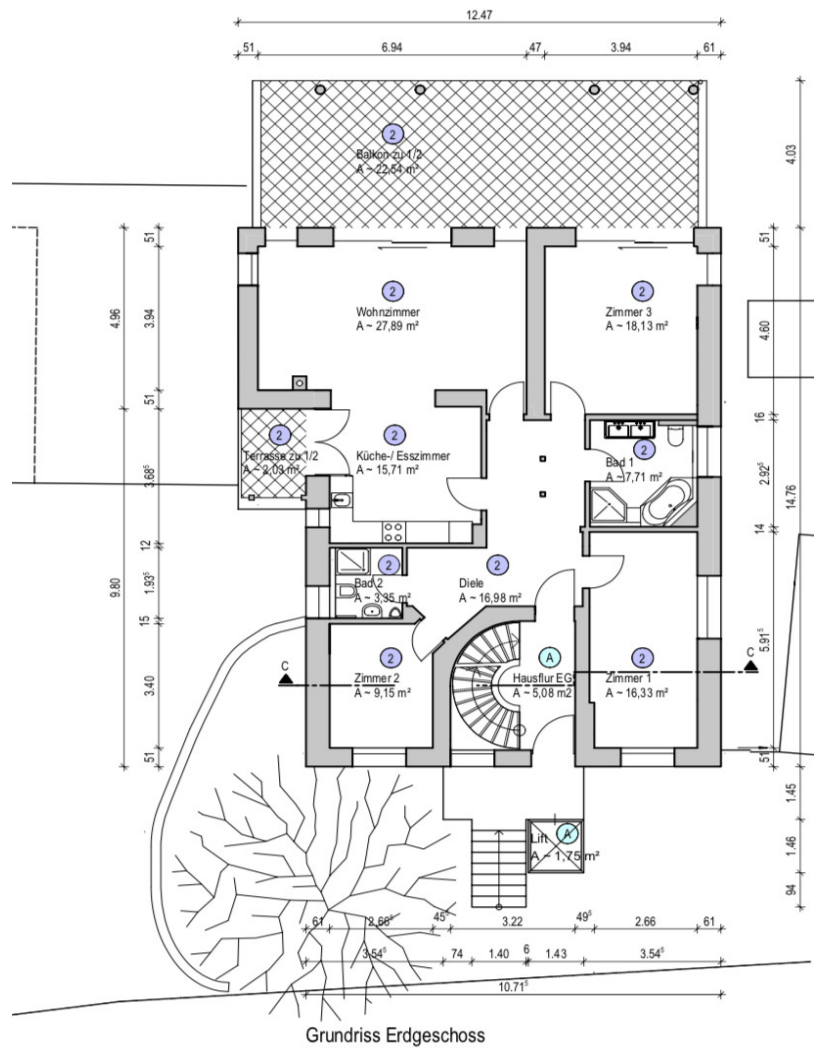 12.47
51 6.94 47 3.94 61
2
Balkon zu 1/2
A ~ 22,54 m²
4.03
51
51
4.96
3.94
4.60
2
Wohnzimmer
A ~ 27,89 m²
2
Zimmer 3
A ~ 18,13 m²
51
16
2
Terrasse zu 1/2
A ~ 2,03 m²
2
Küche-/ Esszimmer
A ~ 15,71 m²
2
Bad 1
A ~ 7,71 m²
3.68⁵
2.92⁵
14.76
12
14
9.80
1.93⁵
2
Bad 2
A ~ 3,35 m²
2
Diele
A ~ 16,98 m²
15
5.91⁵
C
C
3.40
2
Zimmer 2
A ~ 9,15 m²
A
Hausflur EG
A ~ 5,08 m2
2
Zimmer 1
A ~ 16,33 m²
51
51
1.45
Lift
A
A ~ 1,75 m²
1.46
94
61 2.66⁵ 45⁵ 3.22 49⁵ 2.66 61
3.54⁵ 74 1.40 6 1.43 3.54⁵
10.71⁵
Grundriss Erdgeschoss